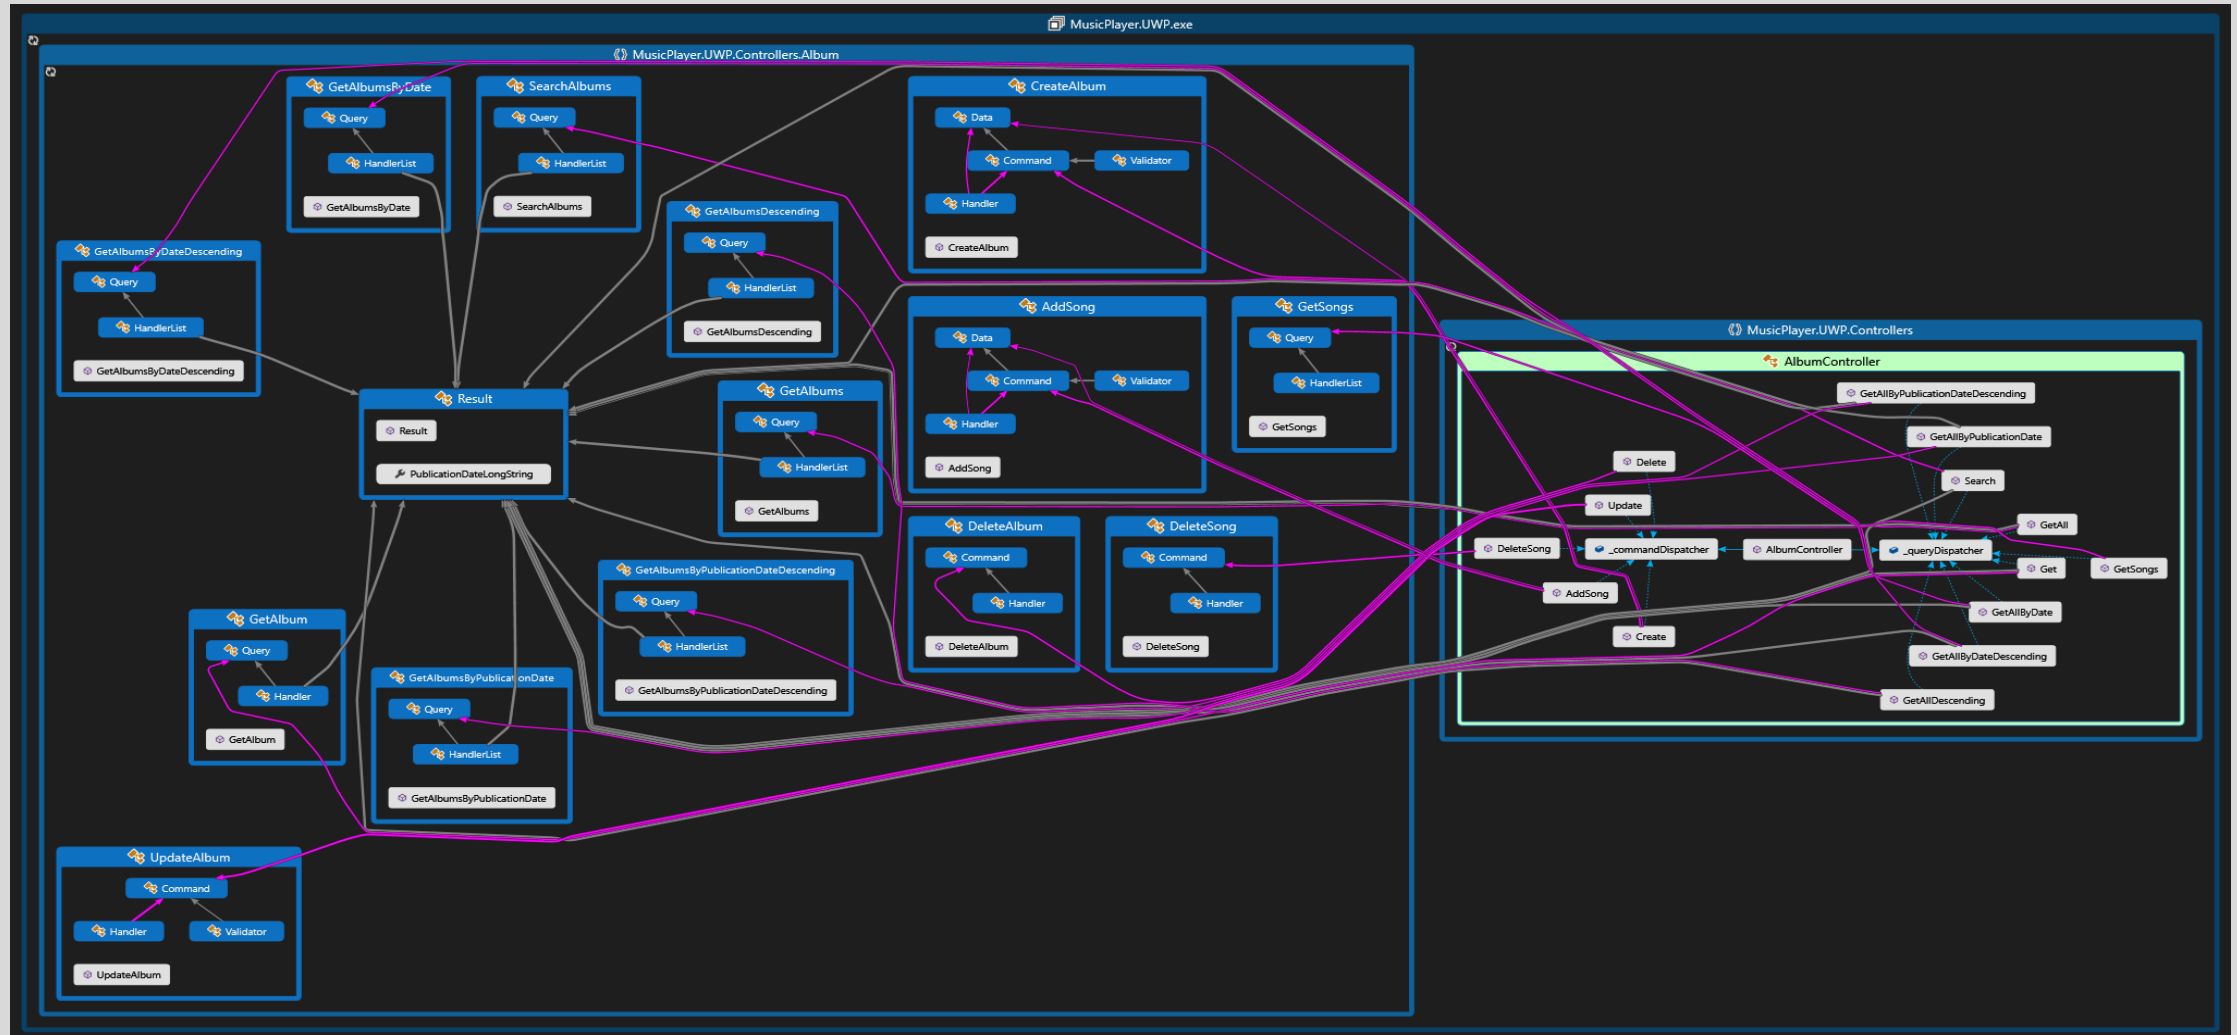 MusicPlayer.UWP.exe
MusicPlayer.UWP.Controllers.Album
GetAlbumsByDate
Query
HandlerList
GetAlbumsByDate
SearchAlbums
Query
HandlerList
SearchAlbums
CreateAlbum
Data
Command
Validator
Handler
CreateAlbum
GetAlbumsDescending
Query
HandlerList
GetAlbumsDescending
GetAlbumsByDateDescending
Query
HandlerList
GetAlbumsByDateDescending
AddSong
Data
Command
Validator
Handler
AddSong
GetSongs
Query
HandlerList
GetSongs
Result
Result
PublicationDateLongString
GetAlbums
Query
HandlerList
GetAlbums
DeleteAlbum
Command
Handler
DeleteAlbum
DeleteSong
Command
Handler
DeleteSong
GetAlbumsByPublicationDateDescending
Query
HandlerList
GetAlbumsByPublicationDateDescending
GetAlbum
Query
Handler
GetAlbum
GetAlbumsByPublicationDate
Query
HandlerList
GetAlbumsByPublicationDate
UpdateAlbum
Command
Handler
Validator
UpdateAlbum
MusicPlayer.UWP.Controllers
AlbumController
GetAllByPublicationDateDescending
GetAllByPublicationDate
Delete
Search
Update
GetAll
DeleteSong
_commandDispatcher
AlbumController
_queryDispatcher
Get
GetSongs
AddSong
GetAllByDate
Create
GetAllByDateDescending
GetAllDescending